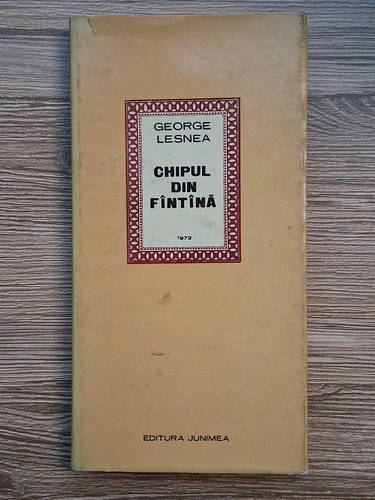 GEORGE
LESNEA
CHIPUL
DIN
FÎNTÎNĂ
1972
EDITURA JUNIMEA